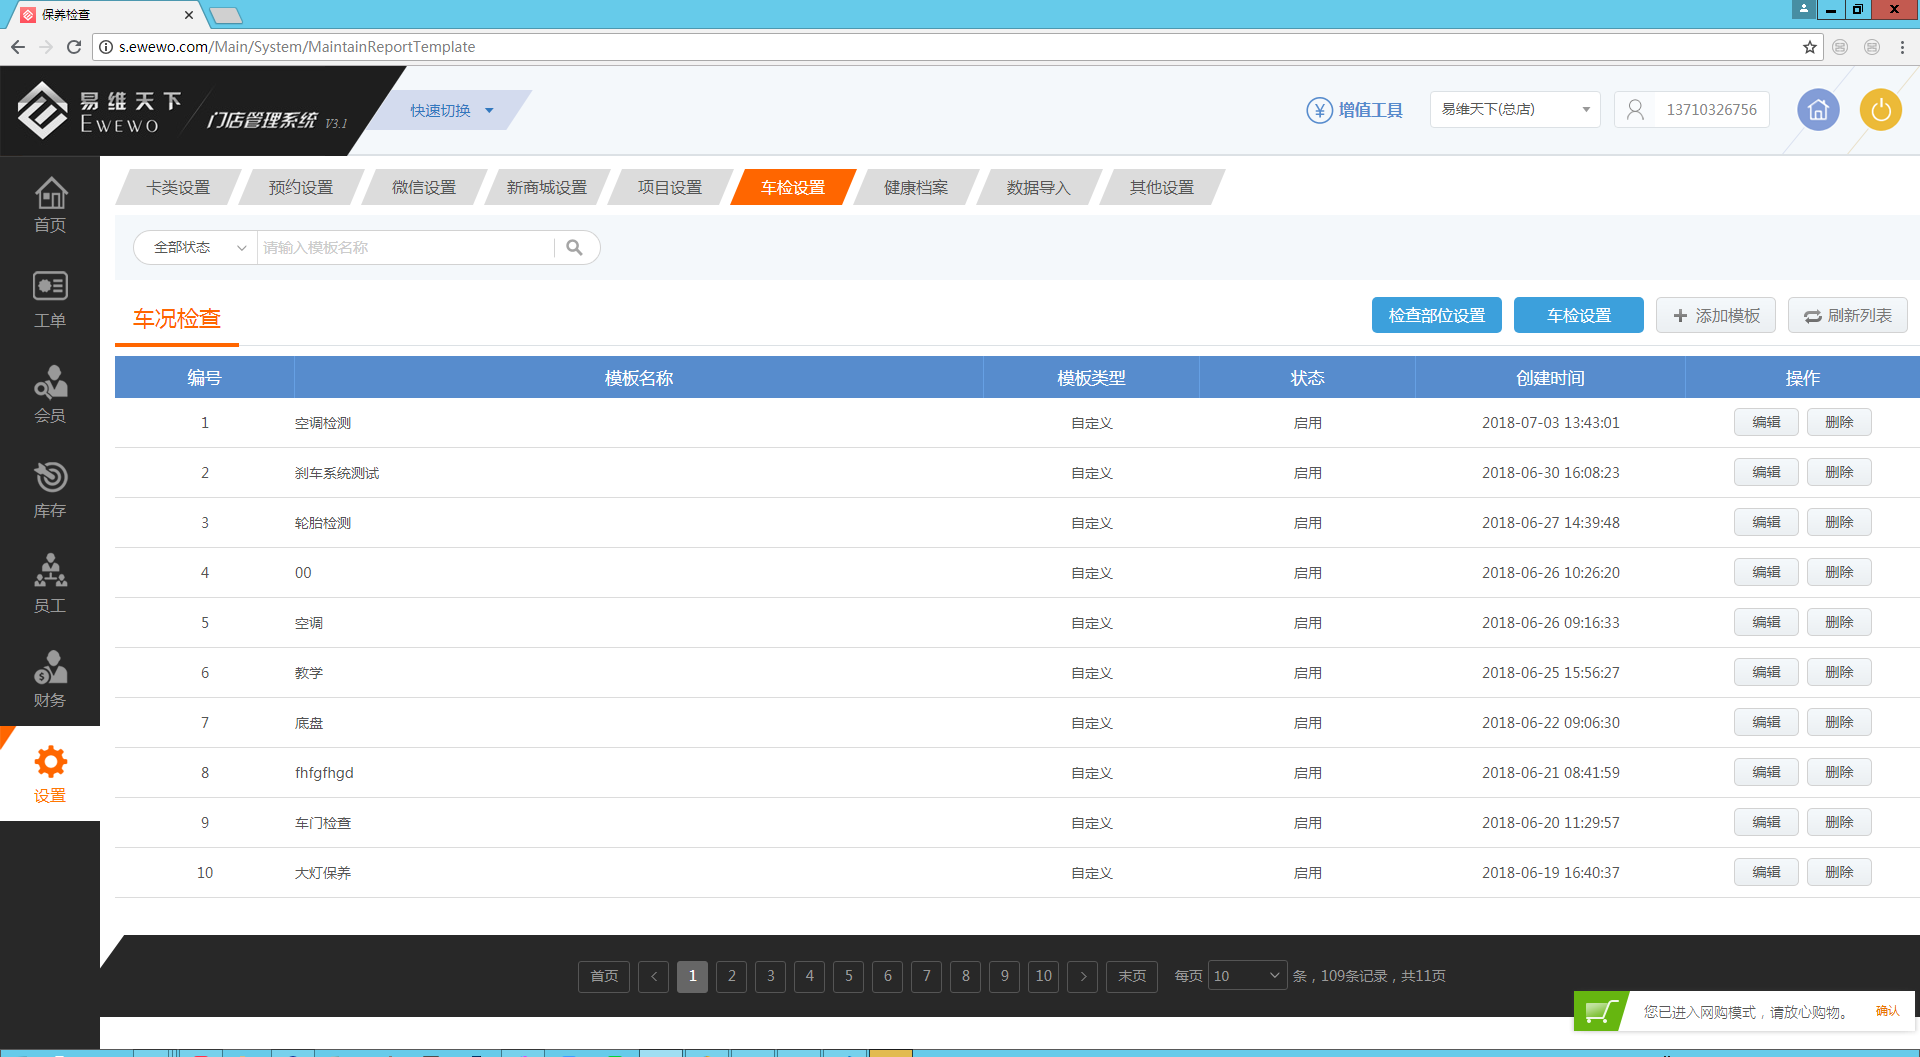 保养检查
s.ewewo.com/Main/System/MaintainReportTemplate
易维天下
EWEWO
门店管理系统 V3.1
快速切换
增值工具
易维天下(总店)
13710326756
首页
工单
会员
库存
员工
财务
设置
卡类设置 预约设置 微信设置 新商城设置 项目设置 车检设置 健康档案 数据导入 其他设置
全部状态 请输入模板名称
车况检查
检查部位设置 车检设置 添加模板 刷新列表
编号 模板名称 模板类型 状态 创建时间 操作
1 空调检测 自定义 启用 2018-07-03 13:43:01 编辑 删除
2 刹车系统测试 自定义 启用 2018-06-30 16:08:23 编辑 删除
3 轮胎检测 自定义 启用 2018-06-27 14:39:48 编辑 删除
4 00 自定义 启用 2018-06-26 10:26:20 编辑 删除
5 空调 自定义 启用 2018-06-26 09:16:33 编辑 删除
6 教学 自定义 启用 2018-06-25 15:56:27 编辑 删除
7 底盘 自定义 启用 2018-06-22 09:06:30 编辑 删除
8 fhfgfhgd 自定义 启用 2018-06-21 08:41:59 编辑 删除
9 车门检查 自定义 启用 2018-06-20 11:29:57 编辑 删除
10 大灯保养 自定义 启用 2018-06-19 16:40:37 编辑 删除
首页 < 1 2 3 4 5 6 7 8 9 10 > 末页 每页 10 条，109条记录，共11页
您已进入网购模式，请放心购物。 确认